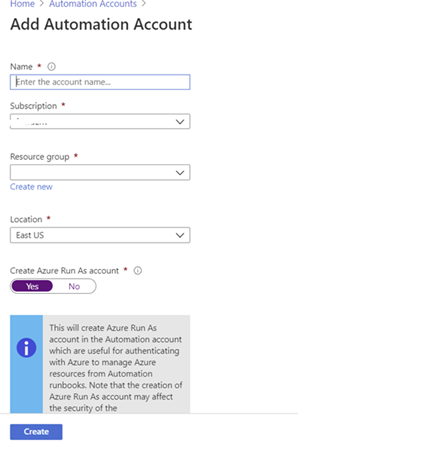 Home > Automation Accounts >
Add Automation Account
Name *
Enter the account name...
Subscription *
Resource group *
Create new
Location *
East US
Create Azure Run As account *
Yes No
This will create Azure Run As
account in the Automation account
which are useful for authenticating
with Azure to manage Azure
resources from Automation
runbooks. Note that the creation of
Azure Run As account may affect
the security of the
Create